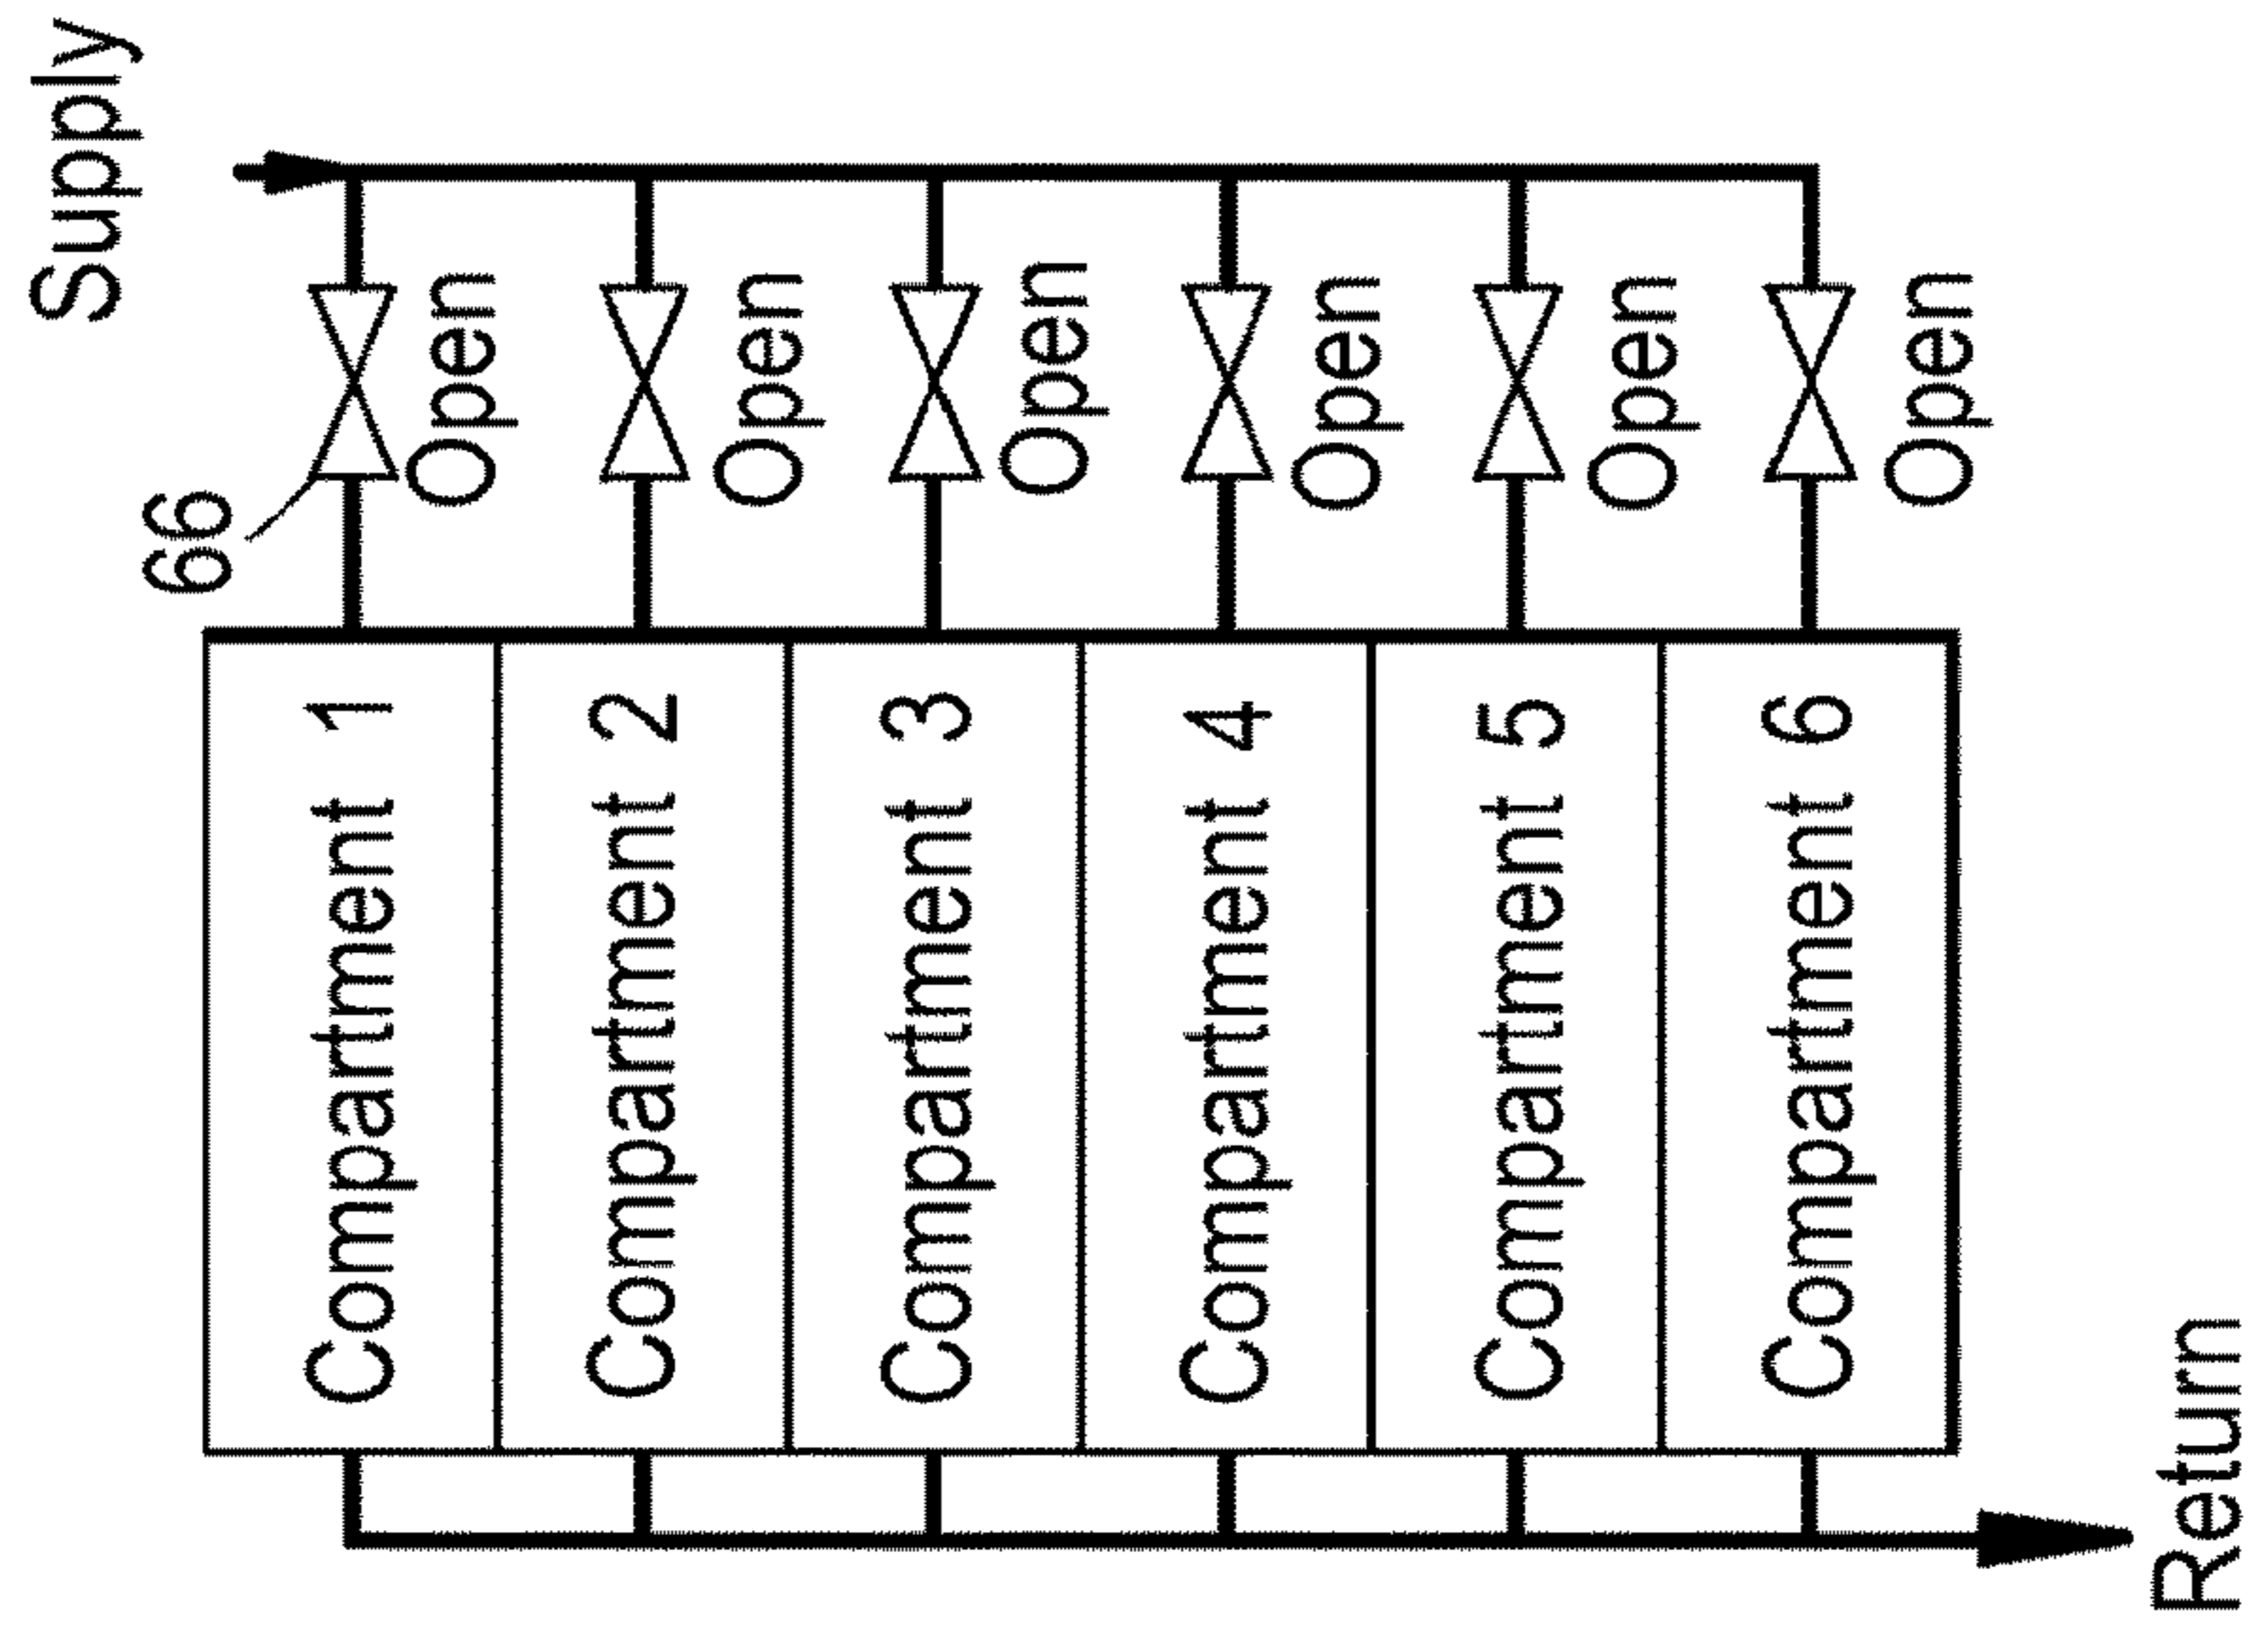 Supply
66
Open
Open
Open
Open
Open
Open
Compartment 1
Compartment 2
Compartment 3
Compartment 4
Compartment 5
Compartment 6
Return